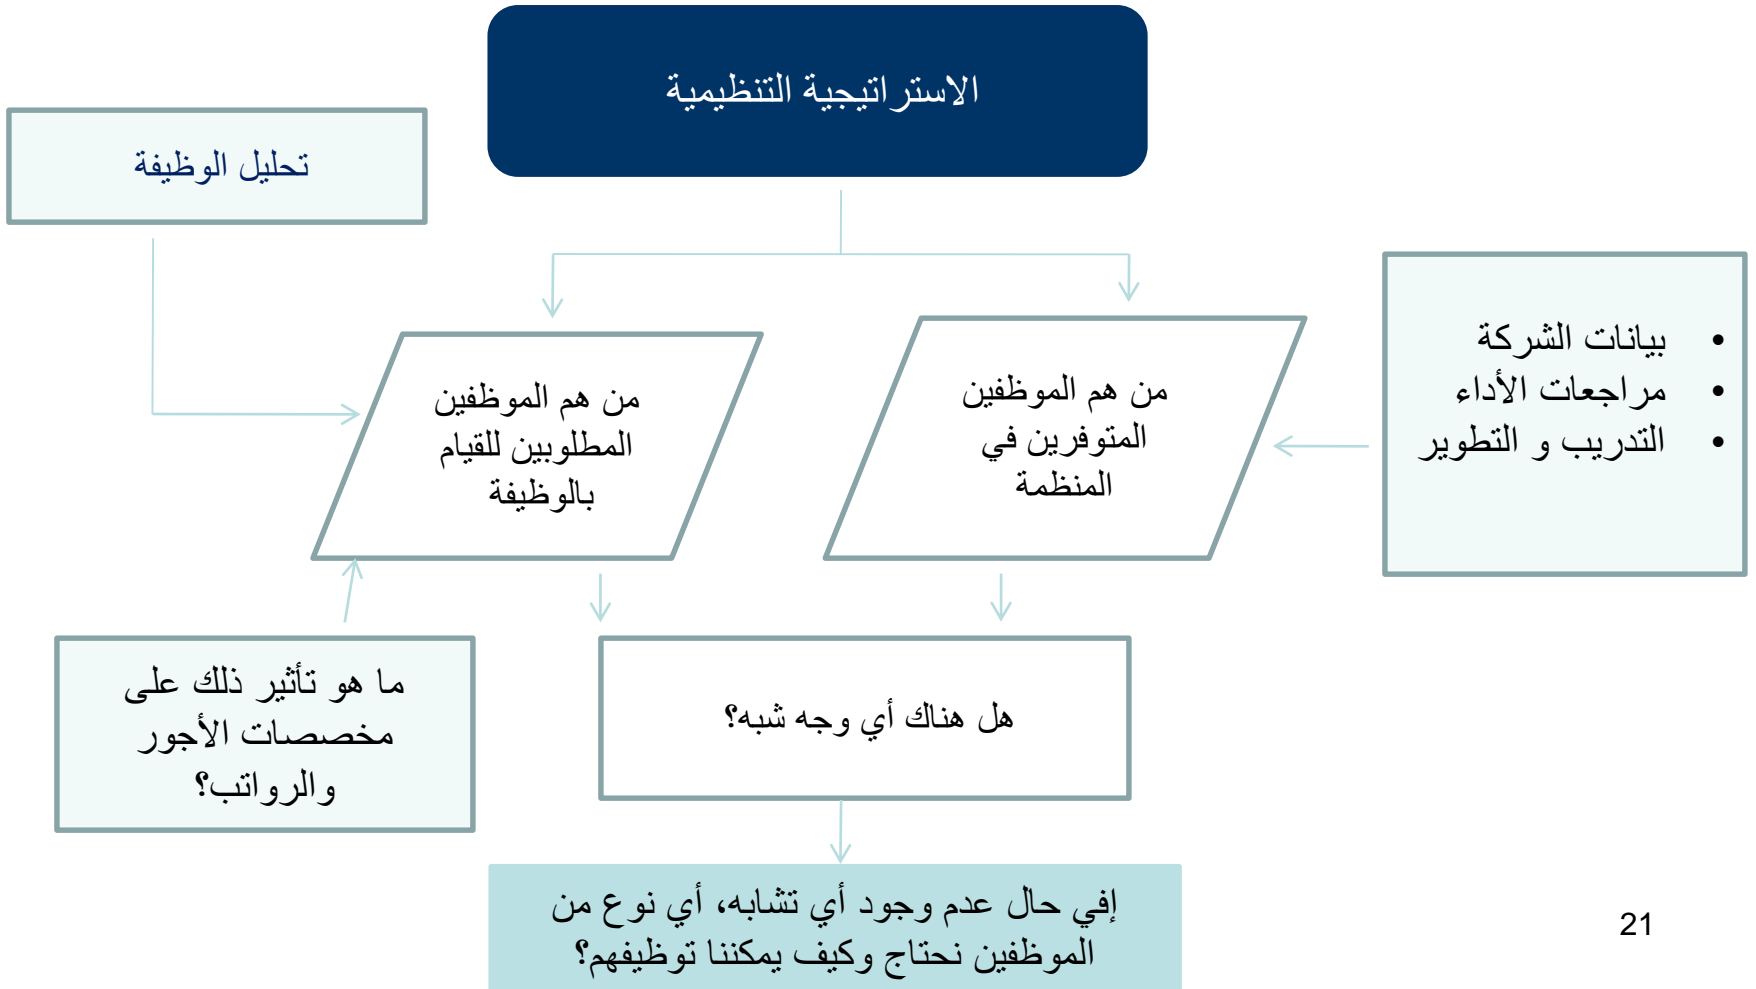 الاستراتيجية التنظيمية
تحليل الوظيفة
• بيانات الشركة
• مراجعات الأداء
• التدريب و التطوير
من هم الموظفين
المتوفرين في
المنظمة
من هم الموظفين
المطلوبين للقيام
بالوظيفة
ما هو تأثير ذلك على
مخصصات الأجور
والرواتب؟
هل هناك أي وجه شبه؟
إفي حال عدم وجود أي تشابه، أي نوع من
الموظفين نحتاج وكيف يمكننا توظيفهم؟
21